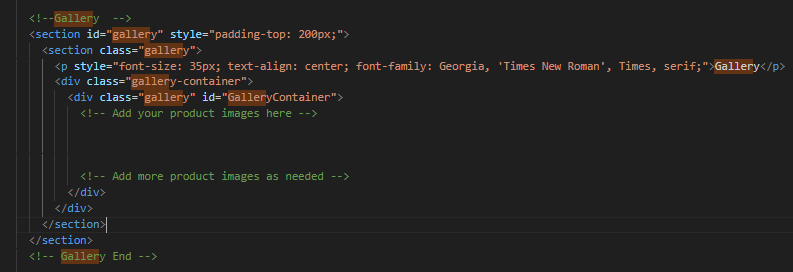 <!--Gallery  -->
<section id="gallery" style="padding-top: 200px;">
<section class="gallery">
<p style="font-size: 35px; text-align: center; font-family: Georgia, 'Times New Roman', Times, serif;">Gallery</p>
<div class="gallery-container">
<div class="gallery" id="GalleryContainer">
<!-- Add your product images here -->
<!-- Add more product images as needed -->
</div>
</div>
</section>
</section>
<!-- Gallery End -->